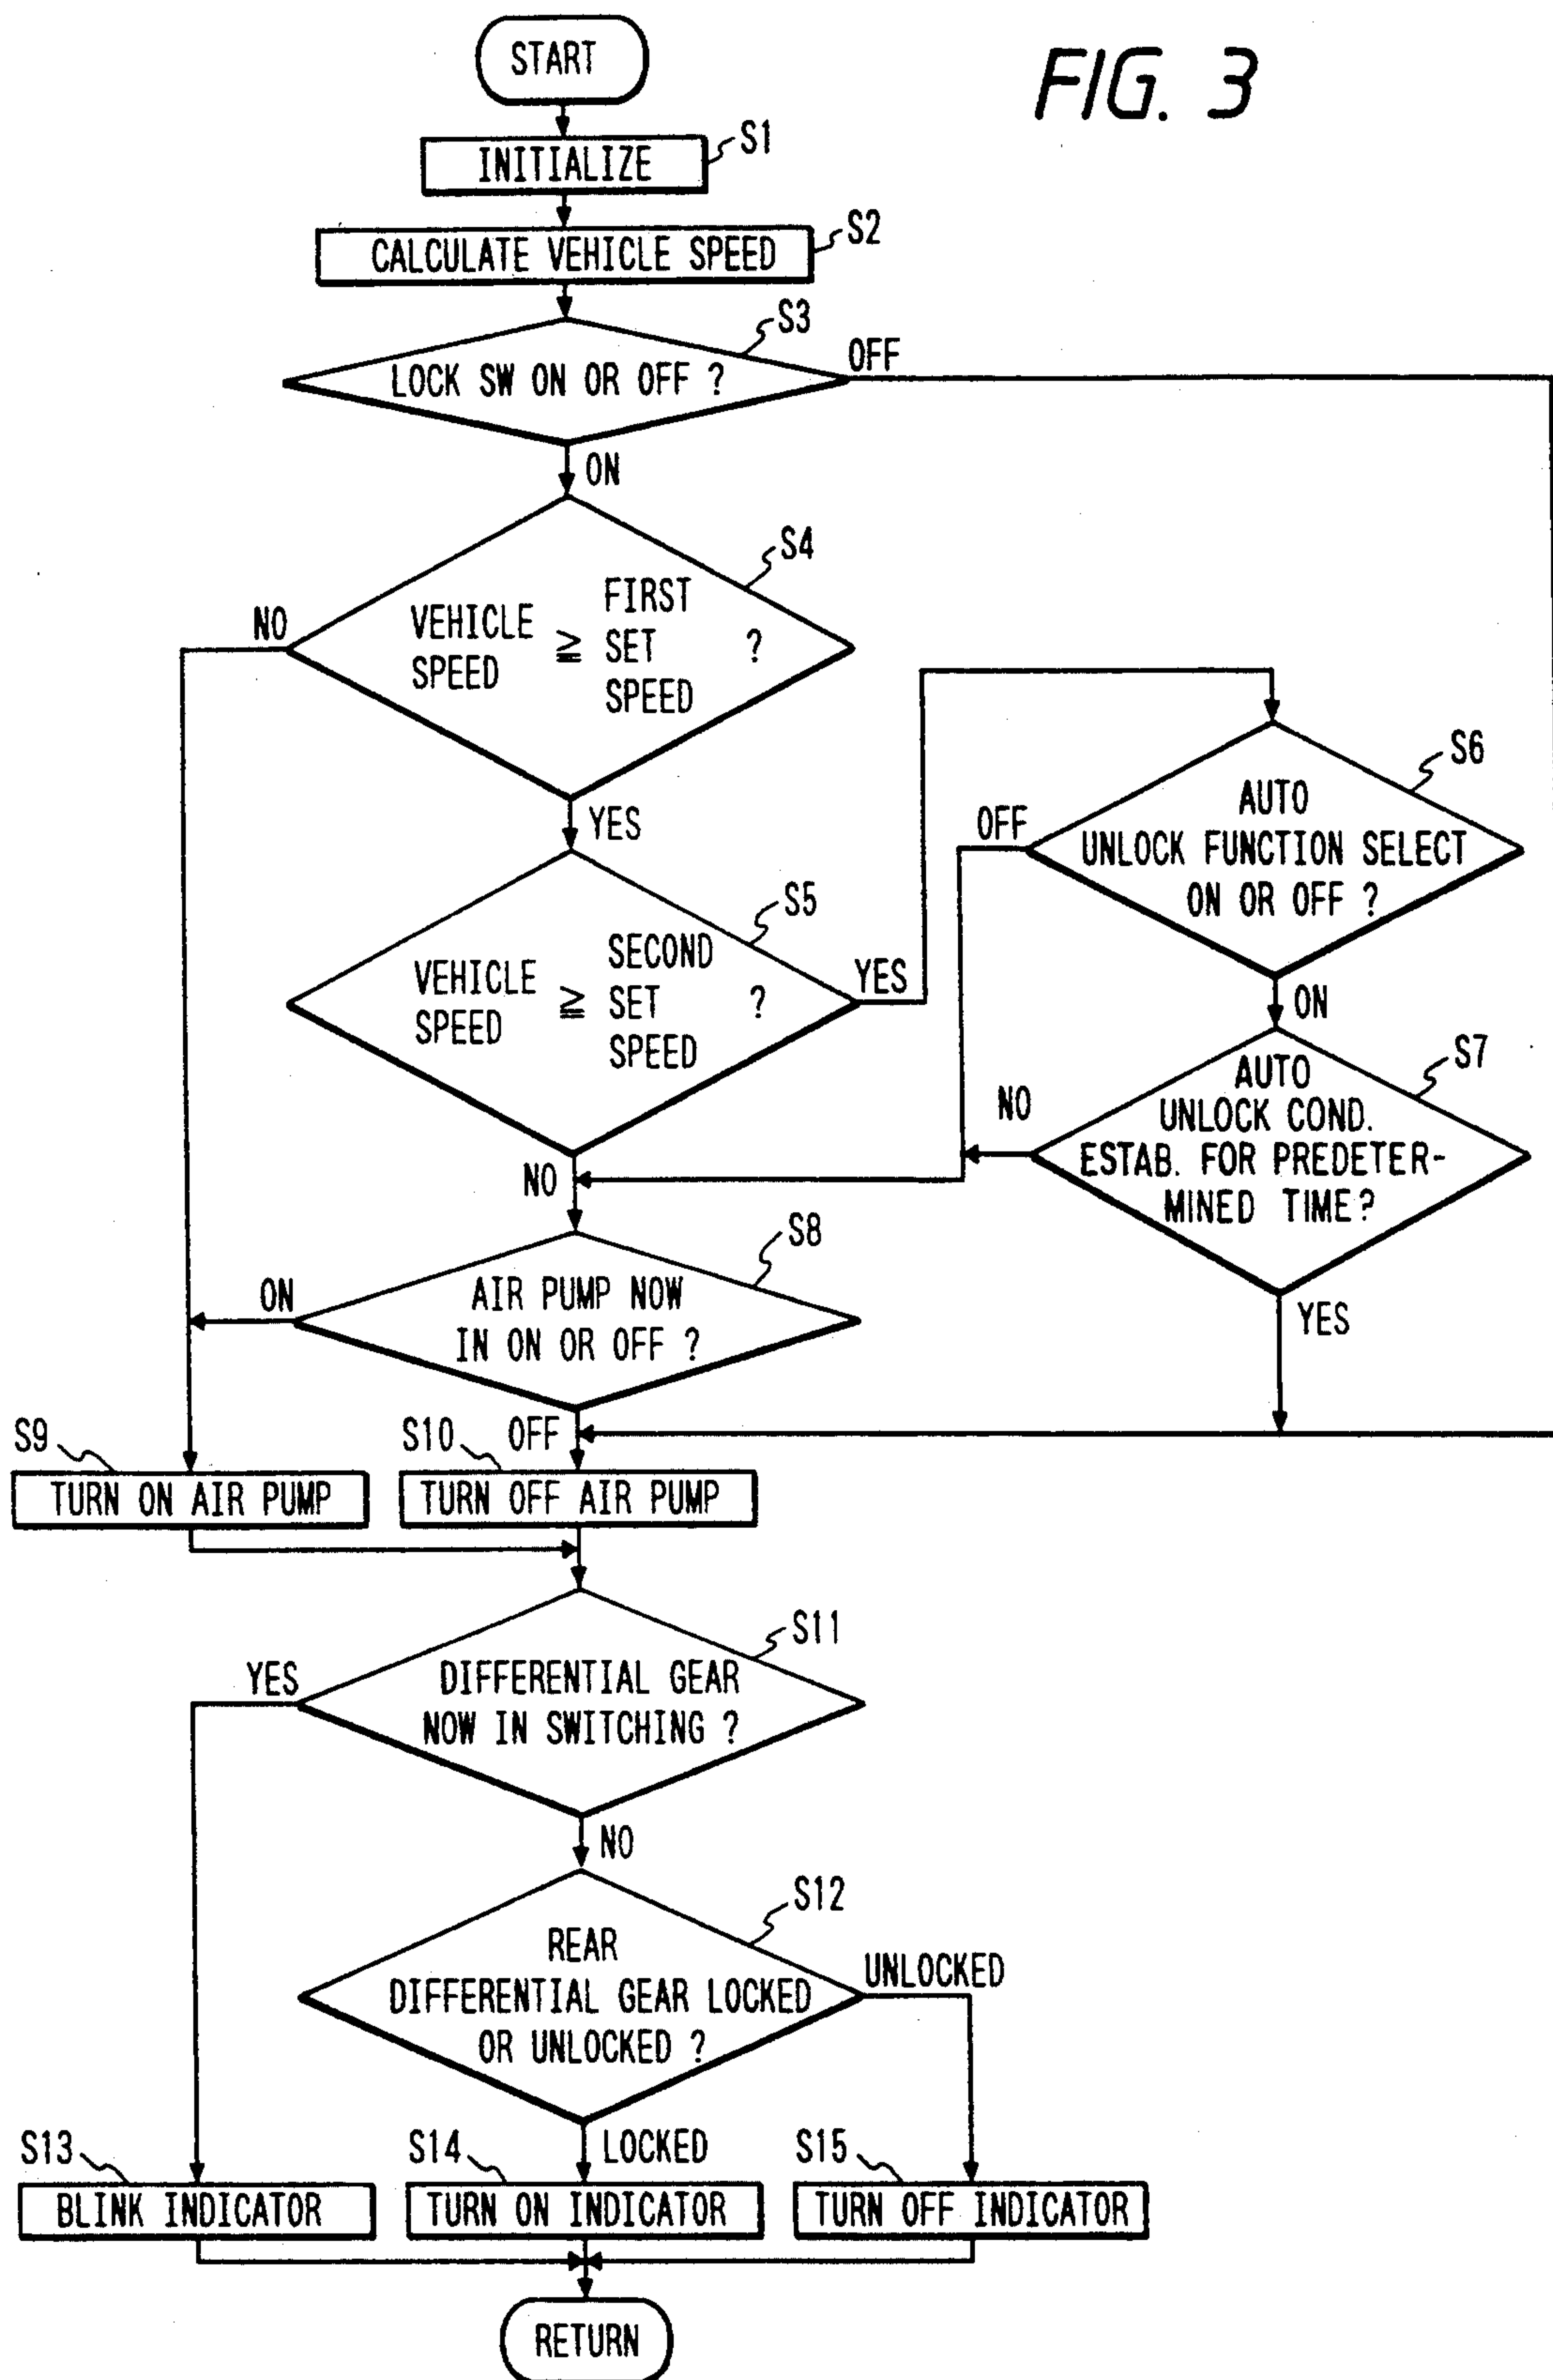 START
FIG. 3
S1
INITIALIZE
S2
CALCULATE VEHICLE SPEED
S3
OFF
LOCK SW ON OR OFF ?
ON
S4
NO
VEHICLE SPEED ≧ FIRST SET SPEED ?
YES
S6
OFF
AUTO
UNLOCK FUNCTION SELECT
ON OR OFF ?
S5
YES
VEHICLE SPEED ≧ SECOND SET SPEED ?
ON
S7
NO
AUTO
UNLOCK COND.
ESTAB. FOR PREDETER-
MINED TIME?
NO
S8
ON
AIR PUMP NOW
IN ON OR OFF ?
YES
S9
S10
OFF
TURN ON AIR PUMP
TURN OFF AIR PUMP
S11
YES
DIFFERENTIAL GEAR
NOW IN SWITCHING ?
NO
S12
REAR
DIFFERENTIAL GEAR LOCKED
OR UNLOCKED ?
UNLOCKED
S13
S14
LOCKED
S15
BLINK INDICATOR
TURN ON INDICATOR
TURN OFF INDICATOR
RETURN